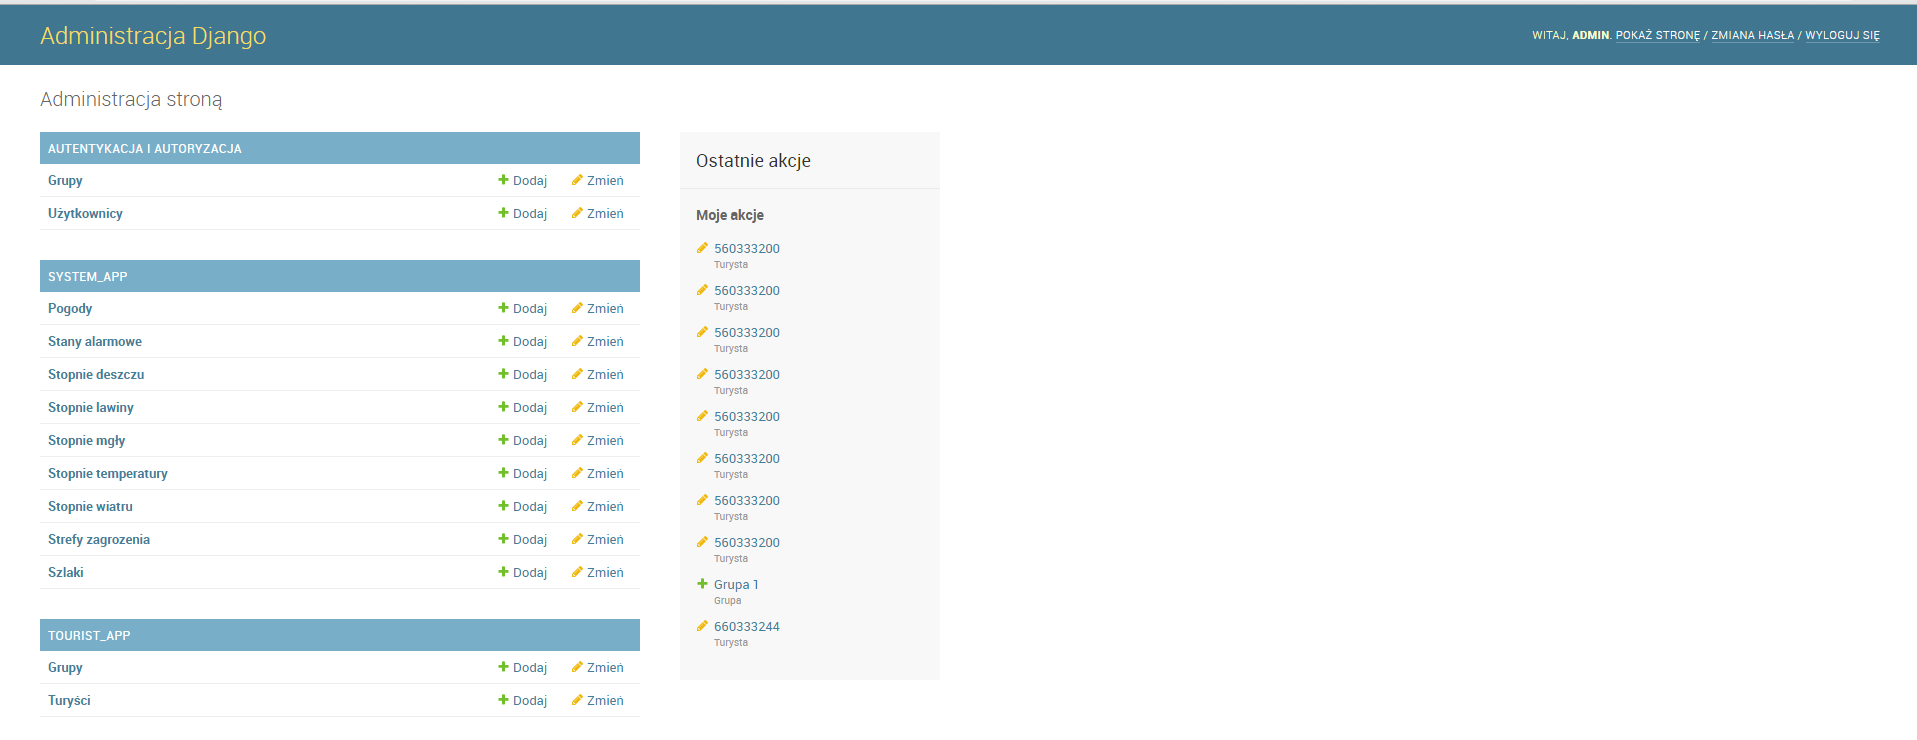 Administracja Django
WITAJ, ADMIN. POKAŻ STRONĘ / ZMIANA HASŁA / WYLOGUJ SIĘ
Administracja stroną
AUTENTYKACJA I AUTORYZACJA
Grupy Dodaj Zmień
Użytkownicy Dodaj Zmień
SYSTEM_APP
Pogody Dodaj Zmień
Stany alarmowe Dodaj Zmień
Stopnie deszczu Dodaj Zmień
Stopnie lawiny Dodaj Zmień
Stopnie mgły Dodaj Zmień
Stopnie temperatury Dodaj Zmień
Stopnie wiatru Dodaj Zmień
Strefy zagrozenia Dodaj Zmień
Szlaki Dodaj Zmień
TOURIST_APP
Grupy Dodaj Zmień
Turyści Dodaj Zmień
Ostatnie akcje
Moje akcje
560333200
Turysta
560333200
Turysta
560333200
Turysta
560333200
Turysta
560333200
Turysta
560333200
Turysta
560333200
Turysta
560333200
Turysta
Grupa 1
Grupa
660333244
Turysta